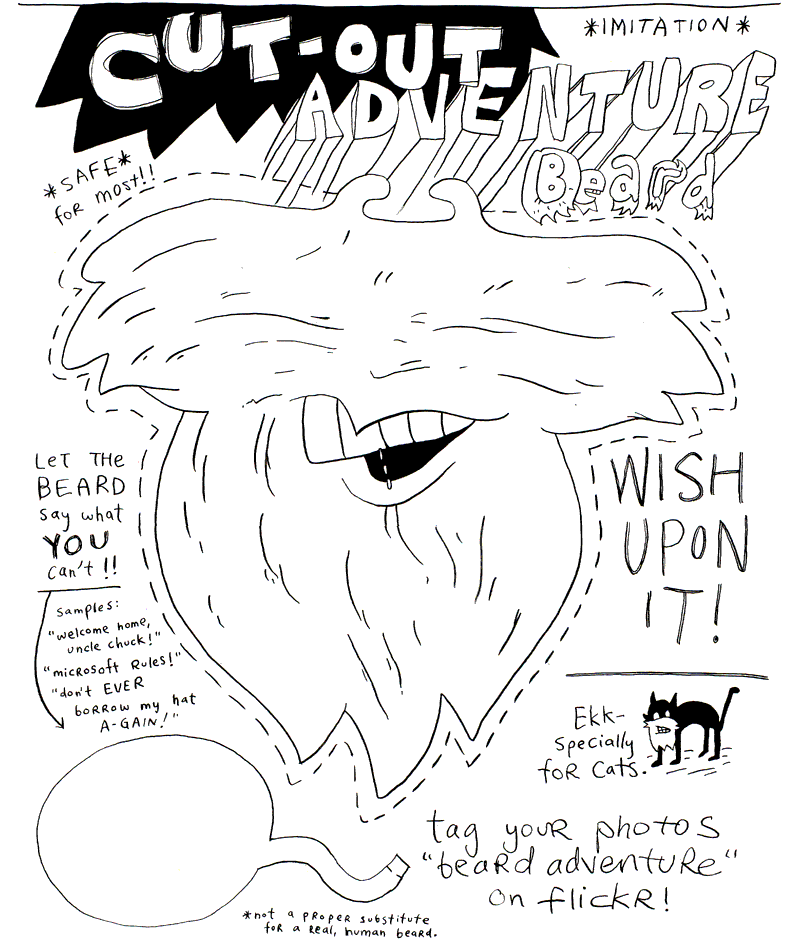 CUT-OUT
*IMITATION*
ADVENTURE
Beard
*SAFE*
for most!!
LET THE
BEARD
say what
YOU
can't!!
samples:
"welcome home,
uncle chuck!"
"microsoft Rules!"
"don't EVER
borrow my hat
A-GAIN!"
WISH
UPON
IT!
Ekk-
specially
for cats.
tag your photos
"beard adventure"
on flickR!
*not a proper substitute
for a real, human beard.